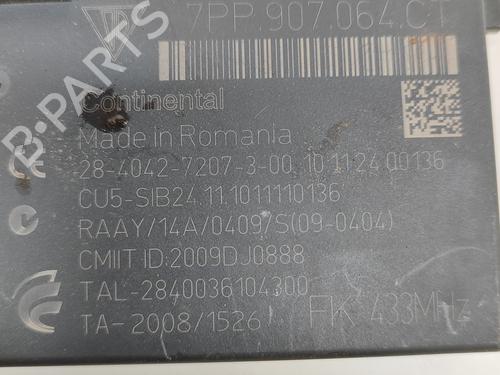 7PP.907.064.CT
Continental
Made in Romania
28-4042-7207-3-00 10 11 24 00136
CU5-SIB24.11.1011110136
RAAY/14A/04097S(09-0404)
CMIIT ID:2009DJ0888
TAL-2840036104300
TA-2008/1526
FK 433MHz
B-PARTS